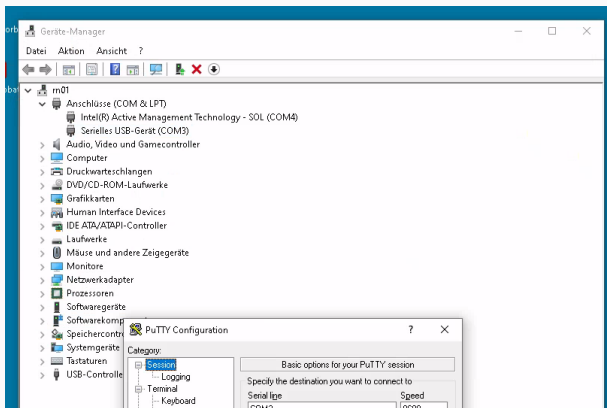 Geräte-Manager
Datei Aktion Ansicht ?
rn01
Anschlüsse (COM & LPT)
Intel(R) Active Management Technology - SOL (COM4)
Serielles USB-Gerät (COM3)
Audio, Video und Gamecontroller
Computer
Druckwarteschlangen
DVD/CD-ROM-Laufwerke
Grafikkarten
Human Interface Devices
IDE ATA/ATAPI-Controller
Laufwerke
Mäuse und andere Zeigegeräte
Monitore
Netzwerkadapter
Prozessoren
Softwaregeräte
Systemgeräte
Tastaturen
PuTTY Configuration ? ×
Category:
Session
Logging
Terminal
Keyboard
Basic options for your PuTTY session
Specify the destination you want to connect to
Serial line Speed